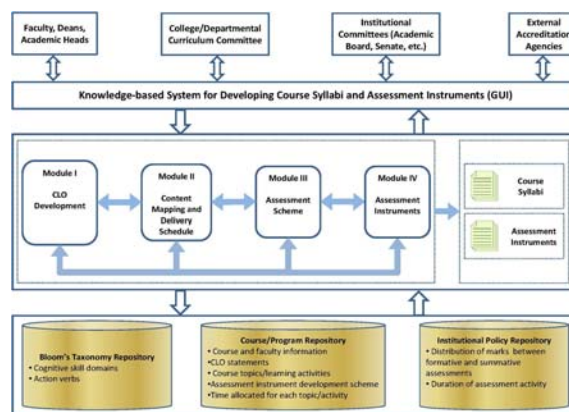 Faculty, Deans,
Academic Heads
College/Departmental
Curriculum Committee
Institutional
Committees (Academic
Board, Senate, etc.)
External
Accreditation
Agencies
Knowledge-based System for Developing Course Syllabi and Assessment Instruments (GUI)
Module I
CLO
Development
Module II
Content
Mapping and
Delivery
Schedule
Module III
Assessment
Scheme
Module IV
Assessment
Instruments
Course
Syllabi
Assessment
Instruments
Bloom's Taxonomy Repository
• Cognitive skill domains
• Action verbs
Course/Program Repository
• Course and faculty information
• CLO statements
• Course topics/learning activities
• Assessment instrument development scheme
• Time allocated for each topic/activity
Institutional Policy Repository
• Distribution of marks between
formative and summative
assessments
• Duration of assessment activity